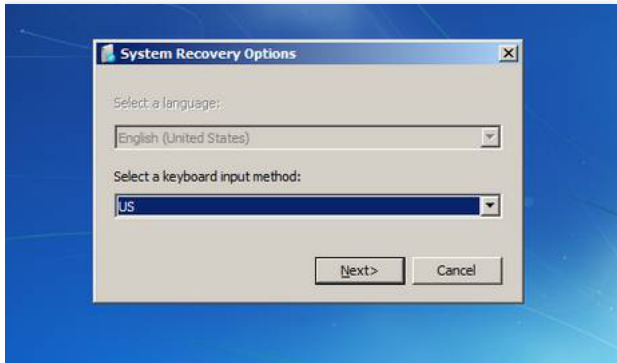 System Recovery Options
Select a language:
English (United States)
Select a keyboard input method:
US
Next>
Cancel